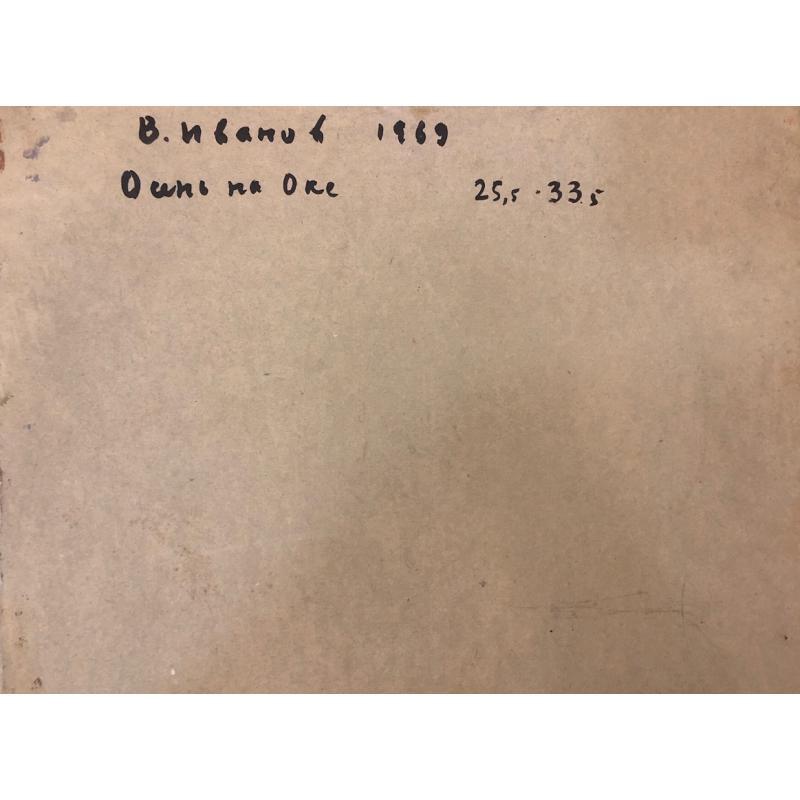 В. Иванов 1969
Осень на Оке 25,5 · 33,5